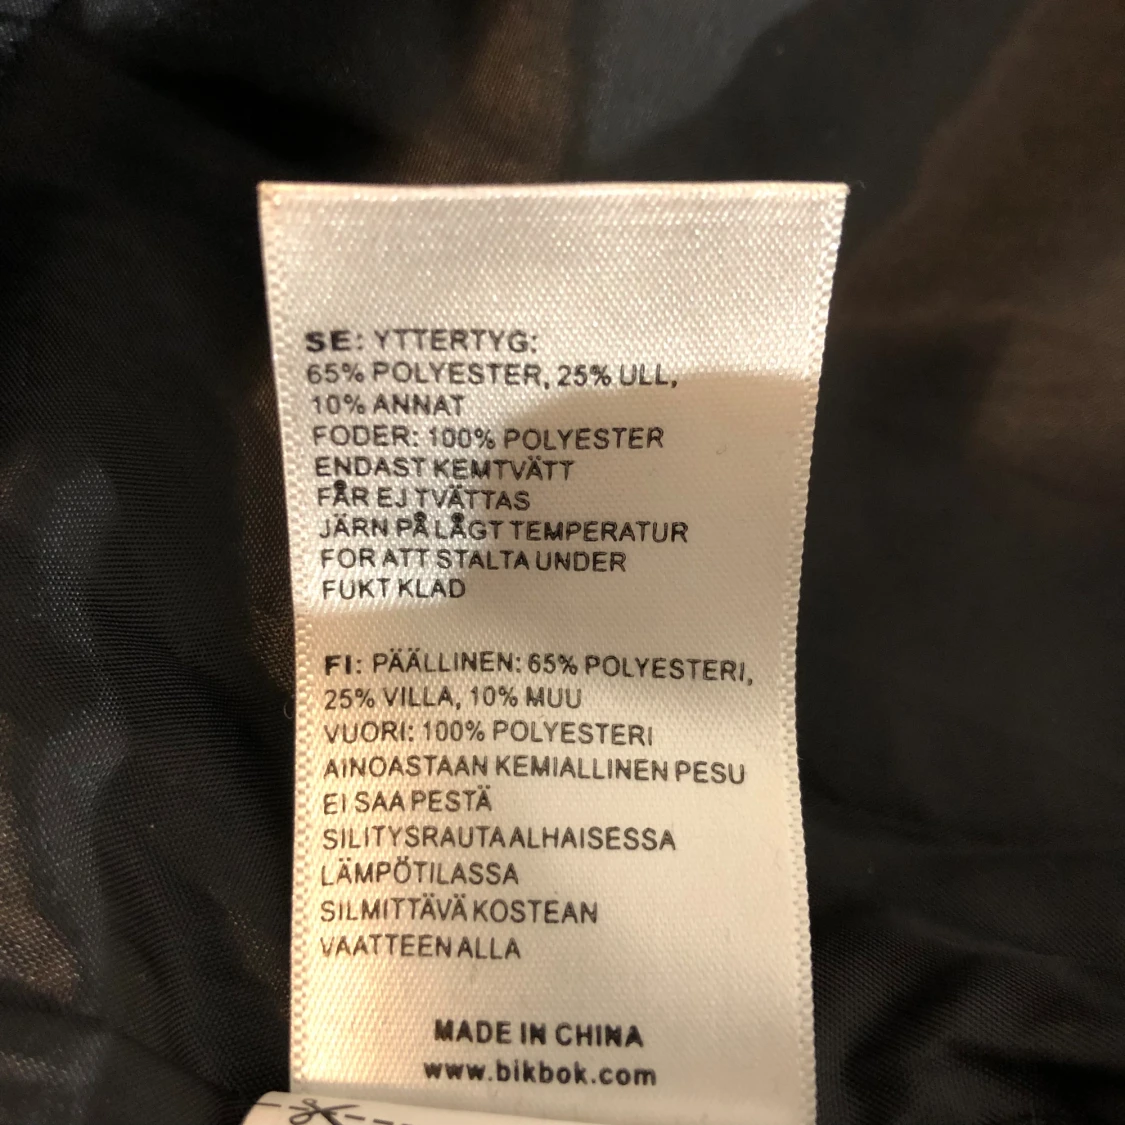 SE: YTTERTYG:
65% POLYESTER, 25% ULL,
10% ANNAT
FODER: 100% POLYESTER
ENDAST KEMTVÄTT
FÅR EJ TVÄTTAS
JÄRN PÅ LÅGT TEMPERATUR
FOR ATT STALTA UNDER
FUKT KLAD
FI: PÄÄLLINEN: 65% POLYESTERI,
25% VILLA, 10% MUU
VUORI: 100% POLYESTERI
AINOASTAAN KEMIALLINEN PESU
EI SAA PESTÄ
SILITYSRAUTA ALHAISESSA
LÄMPÖTILASSA
SILMITTÄVÄ KOSTEAN
VAATTEEN ALLA
MADE IN CHINA
www.bikbok.com